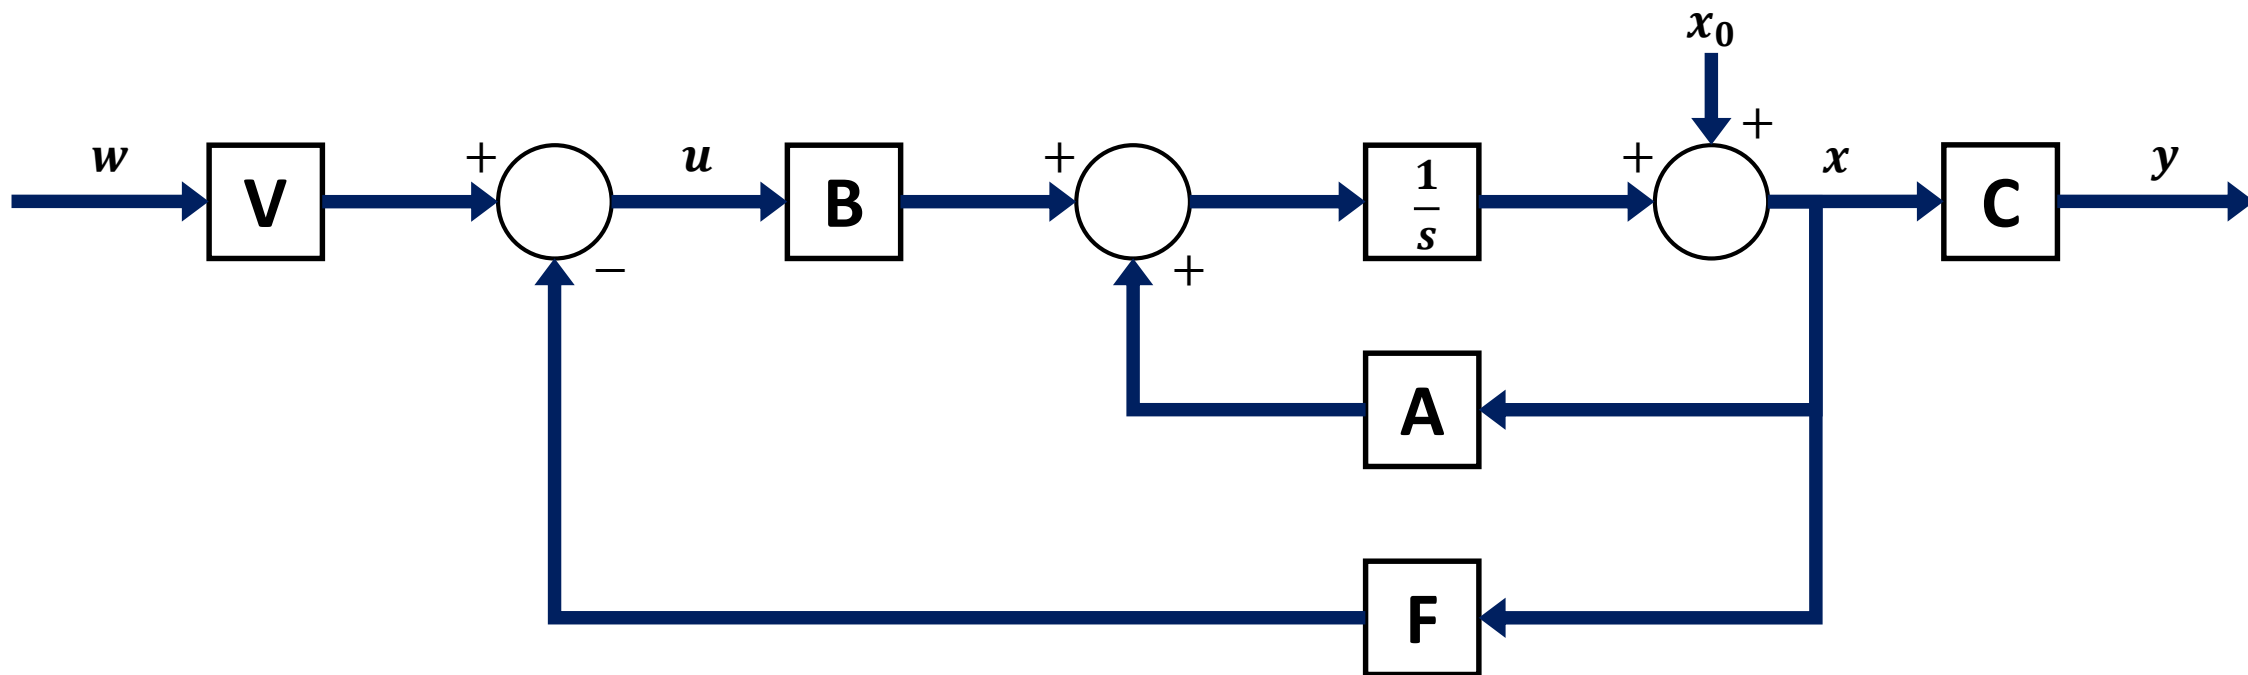 x₀
w
V
+
−
u
B
+
+
1
s
+
+
x
C
y
A
F